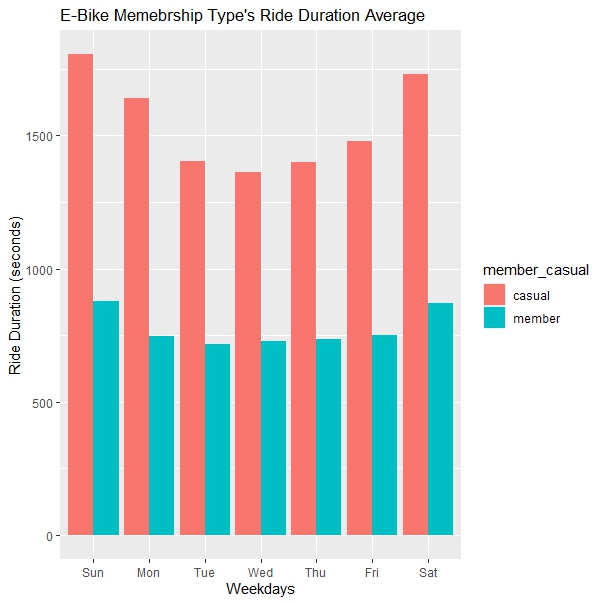 E-Bike Memebrship Type's Ride Duration Average
Ride Duration (seconds)
1500
1000
500
0
Sun Mon Tue Wed Thu Fri Sat
Weekdays
member_casual
casual
member